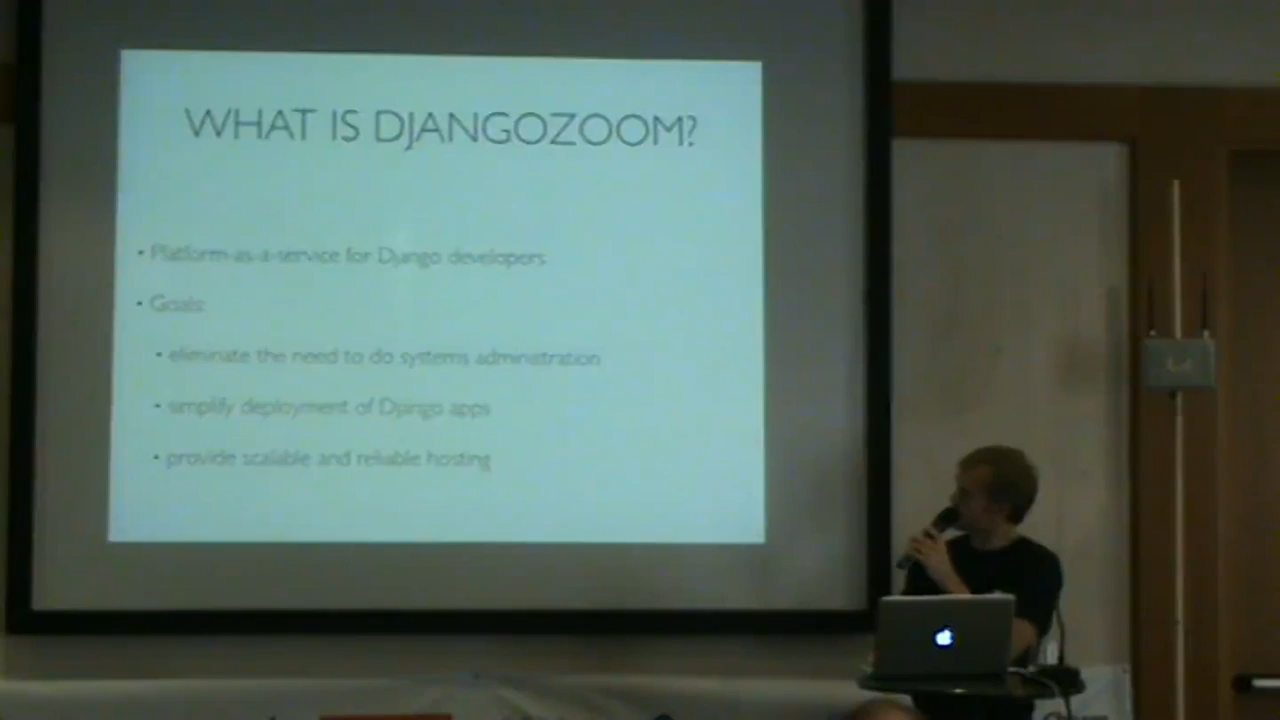 WHAT IS DJANGOZOOM?
• Platform-as-a-service for Django developers
• Goals:
• eliminate the need to do systems administration
• simplify deployment of Django apps
• provide scalable and reliable hosting